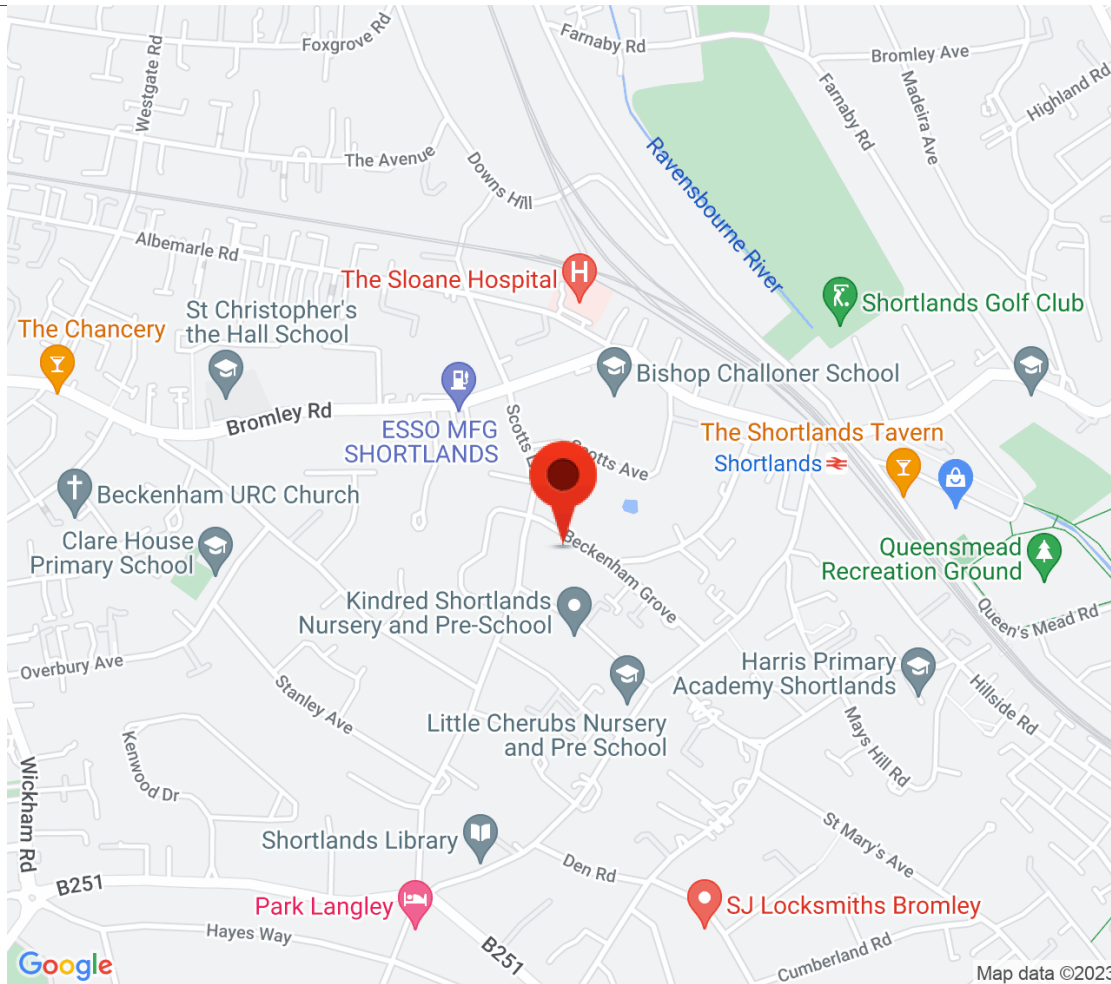 Foxgrove Rd
Farnaby Rd
Bromley Ave
Westgate Rd
Madeira Ave
Highland Rd
Farnaby Rd
The Avenue
Downs Hill
Ravensbourne River
Albemarle Rd
The Sloane Hospital
H
Shortlands Golf Club
St Christopher's
the Hall School
The Chancery
Bishop Challoner School
Bromley Rd
ESSO MFG
SHORTLANDS
Scotts Ave
The Shortlands Tavern
Shortlands
Beckenham URC Church
Clare House
Primary School
Beckenham Grove
Queensmead
Recreation Ground
Kindred Shortlands
Nursery and Pre-School
Queen's Mead Rd
Overbury Ave
Harris Primary
Academy Shortlands
Stanley Ave
Little Cherubs Nursery
and Pre School
Hillside Rd
Mays Hill Rd
Kenwood Dr
Wickham Rd
St Mary's Ave
Shortlands Library
Den Rd
B251
Park Langley
SJ Locksmiths Bromley
Hayes Way
B251
Cumberland Rd
Google
Map data ©2023